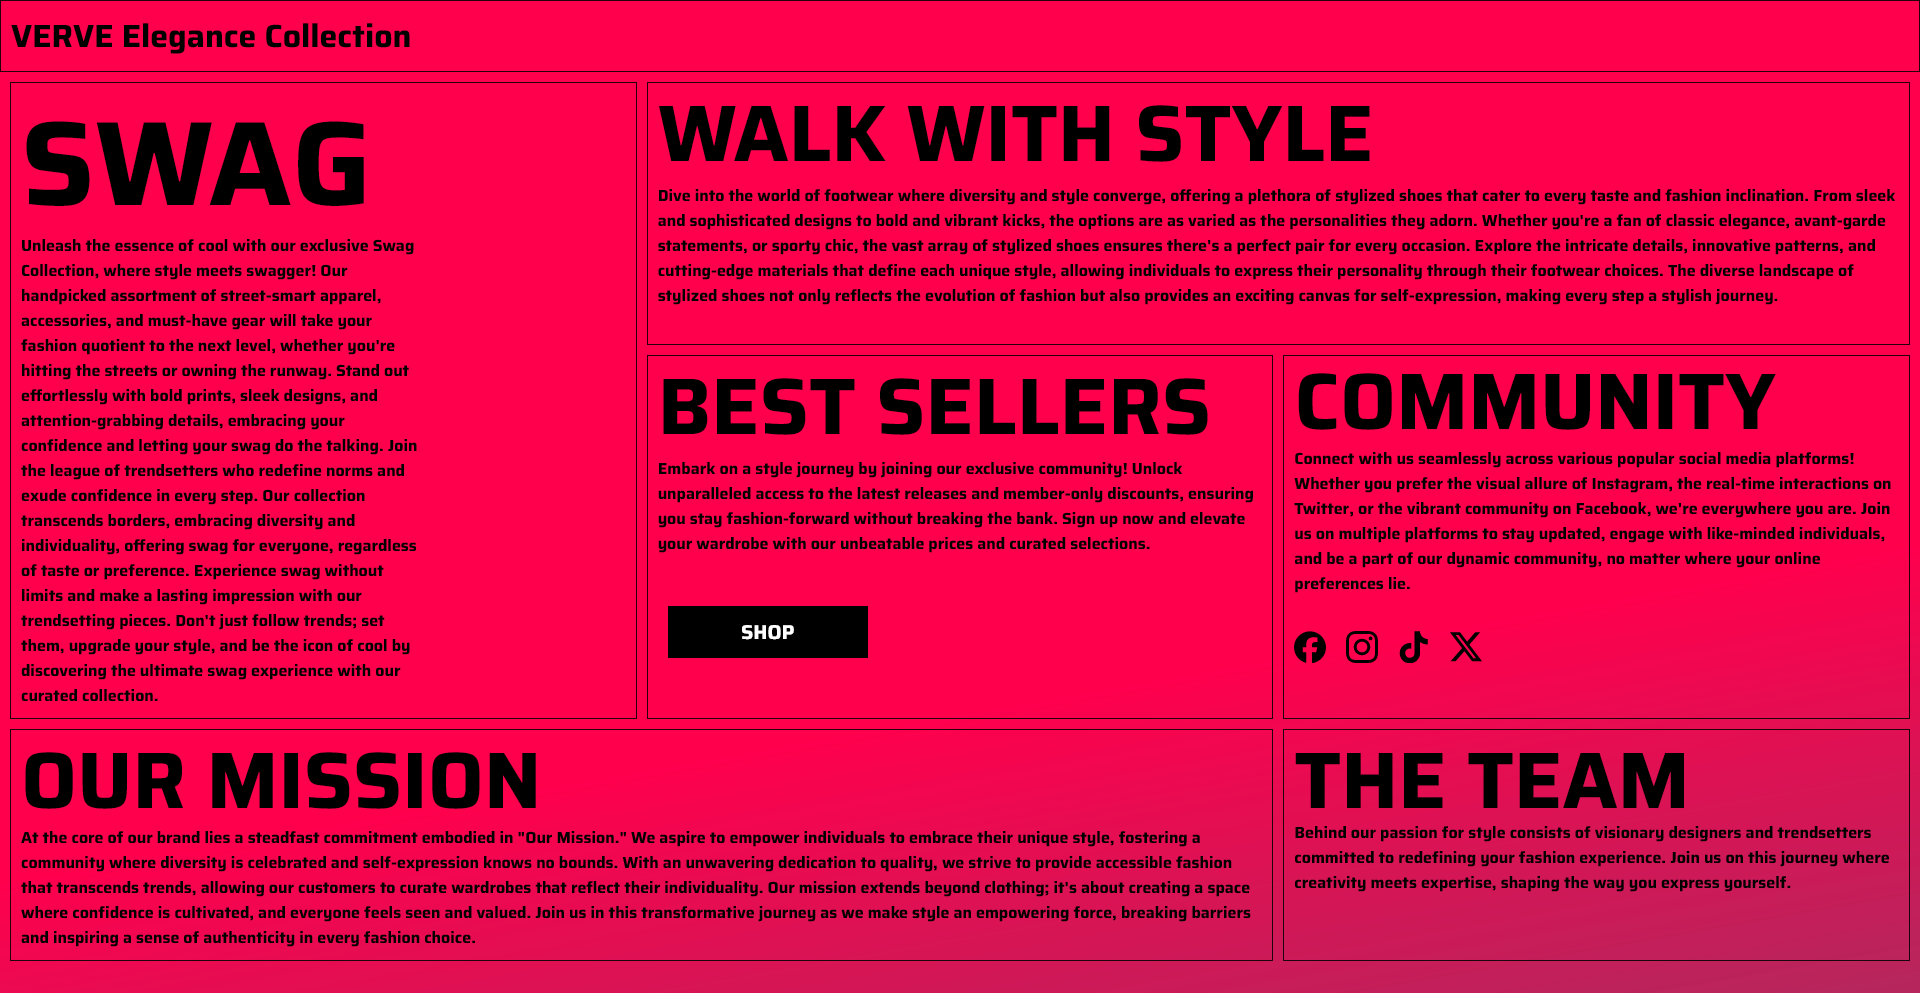 VERVE Elegance Collection
SWAG
Unleash the essence of cool with our exclusive Swag
Collection, where style meets swagger! Our
handpicked assortment of street-smart apparel,
accessories, and must-have gear will take your
fashion quotient to the next level, whether you're
hitting the streets or owning the runway. Stand out
effortlessly with bold prints, sleek designs, and
attention-grabbing details, embracing your
confidence and letting your swag do the talking. Join
the league of trendsetters who redefine norms and
exude confidence in every step. Our collection
transcends borders, embracing diversity and
individuality, offering swag for everyone, regardless
of taste or preference. Experience swag without
limits and make a lasting impression with our
trendsetting pieces. Don't just follow trends; set
them, upgrade your style, and be the icon of cool by
discovering the ultimate swag experience with our
curated collection.
WALK WITH STYLE
Dive into the world of footwear where diversity and style converge, offering a plethora of stylized shoes that cater to every taste and fashion inclination. From sleek
and sophisticated designs to bold and vibrant kicks, the options are as varied as the personalities they adorn. Whether you're a fan of classic elegance, avant-garde
statements, or sporty chic, the vast array of stylized shoes ensures there's a perfect pair for every occasion. Explore the intricate details, innovative patterns, and
cutting-edge materials that define each unique style, allowing individuals to express their personality through their footwear choices. The diverse landscape of
stylized shoes not only reflects the evolution of fashion but also provides an exciting canvas for self-expression, making every step a stylish journey.
BEST SELLERS
Embark on a style journey by joining our exclusive community! Unlock
unparalleled access to the latest releases and member-only discounts, ensuring
you stay fashion-forward without breaking the bank. Sign up now and elevate
your wardrobe with our unbeatable prices and curated selections.
SHOP
COMMUNITY
Connect with us seamlessly across various popular social media platforms!
Whether you prefer the visual allure of Instagram, the real-time interactions on
Twitter, or the vibrant community on Facebook, we're everywhere you are. Join
us on multiple platforms to stay updated, engage with like-minded individuals,
and be a part of our dynamic community, no matter where your online
preferences lie.
OUR MISSION
At the core of our brand lies a steadfast commitment embodied in "Our Mission." We aspire to empower individuals to embrace their unique style, fostering a
community where diversity is celebrated and self-expression knows no bounds. With an unwavering dedication to quality, we strive to provide accessible fashion
that transcends trends, allowing our customers to curate wardrobes that reflect their individuality. Our mission extends beyond clothing; it's about creating a space
where confidence is cultivated, and everyone feels seen and valued. Join us in this transformative journey as we make style an empowering force, breaking barriers
and inspiring a sense of authenticity in every fashion choice.
THE TEAM
Behind our passion for style consists of visionary designers and trendsetters
committed to redefining your fashion experience. Join us on this journey where
creativity meets expertise, shaping the way you express yourself.